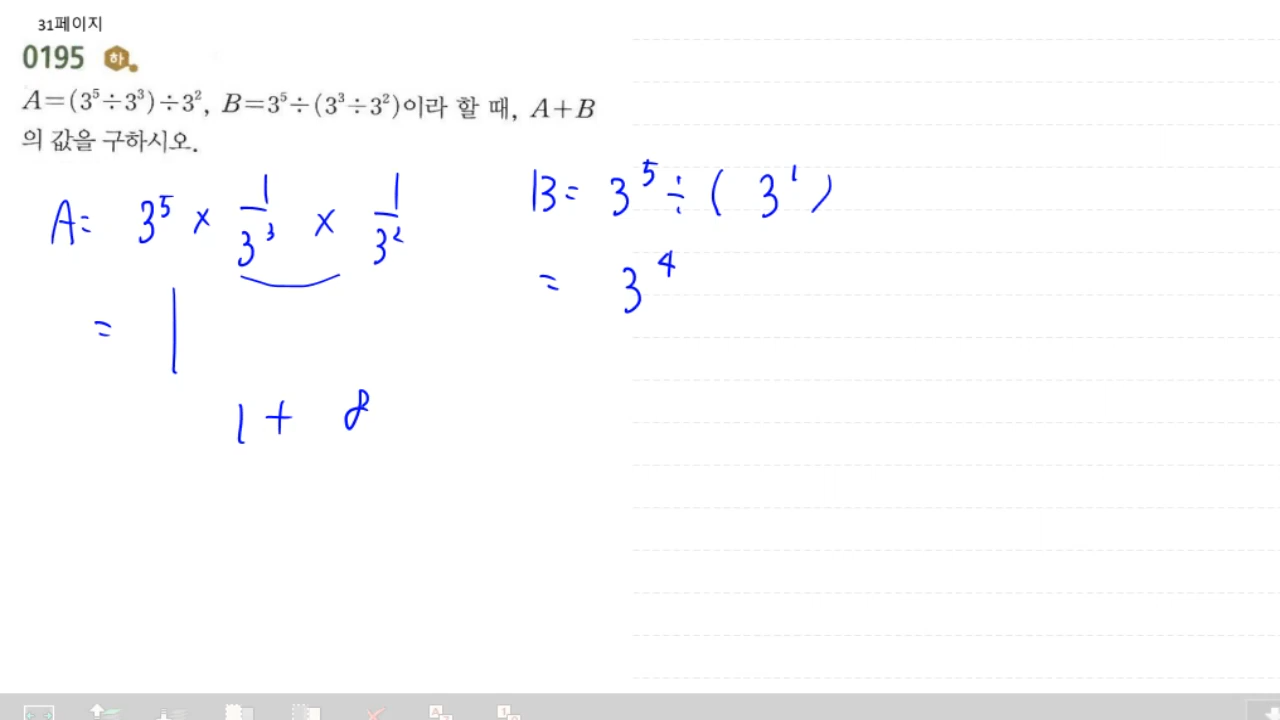 31페이지
0195 하
A=(3⁵÷3³)÷3², B=3⁵÷(3³÷3²)이라 할 때, A+B
의 값을 구하시오.
A= 3⁵ × 1/3³ × 1/3²
= 1
B= 3⁵ ÷ ( 3¹ )
= 3⁴
1 + 8